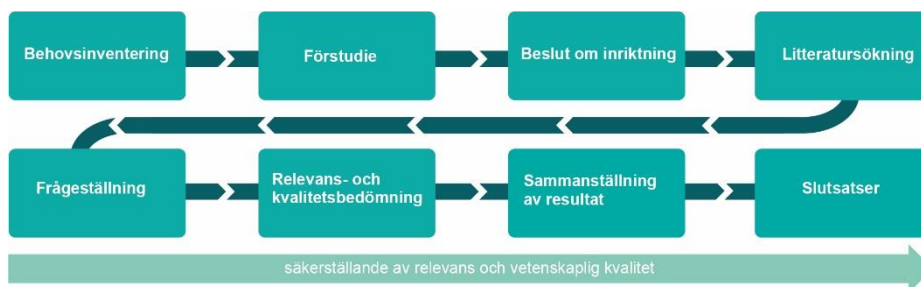 Behovsinventering
Förstudie
Beslut om inriktning
Litteratursökning
Frågeställning
Relevans- och
kvalitetsbedömning
Sammanställning
av resultat
Slutsatser
säkerställande av relevans och vetenskaplig kvalitet